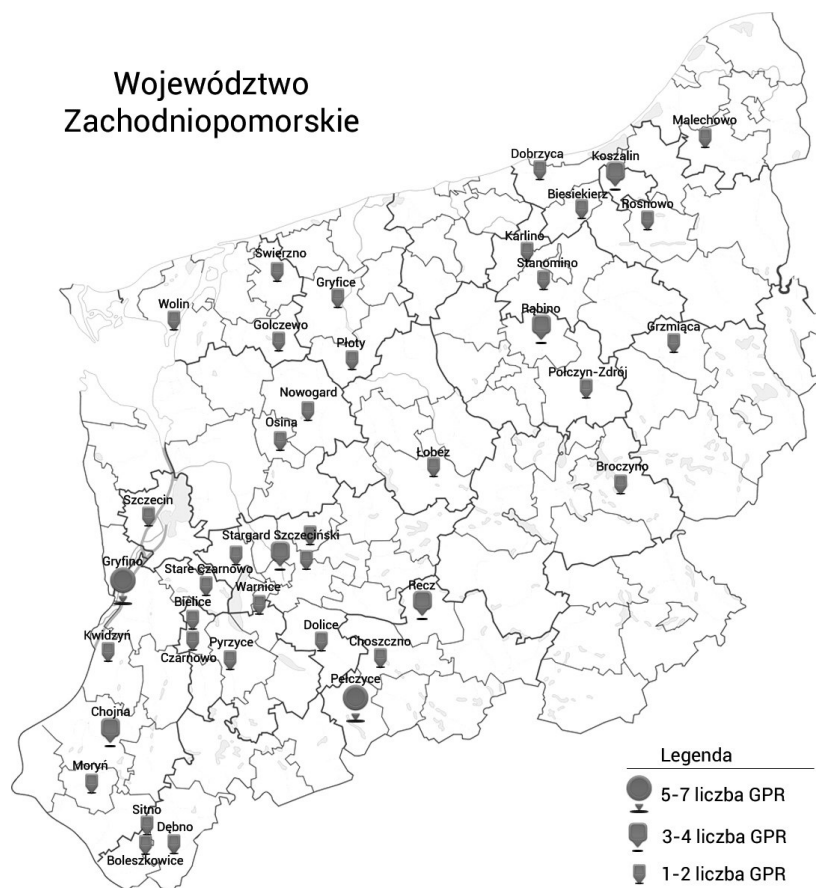 Województwo
Zachodniopomorskie
Malechowo
Dobrzyca
Koszalin
Biesiekierz
Rosnowo
Karlino
Świerzno
Stanomino
Gryfice
Wolin
Rąbino
Golczewo
Grzmiąca
Płoty
Połczyn-Zdrój
Nowogard
Osina
Łobez
Broczyno
Szczecin
Stargard Szczeciński
Gryfino
Stare Czarnowo
Warnice
Recz
Bielice
Dolice
Kwidzyń
Pyrzyce
Choszczno
Czarnowo
Pełczyce
Chojna
Moryń
Sitno
Dębno
Boleszkowice
Legenda
5-7 liczba GPR
3-4 liczba GPR
1-2 liczba GPR